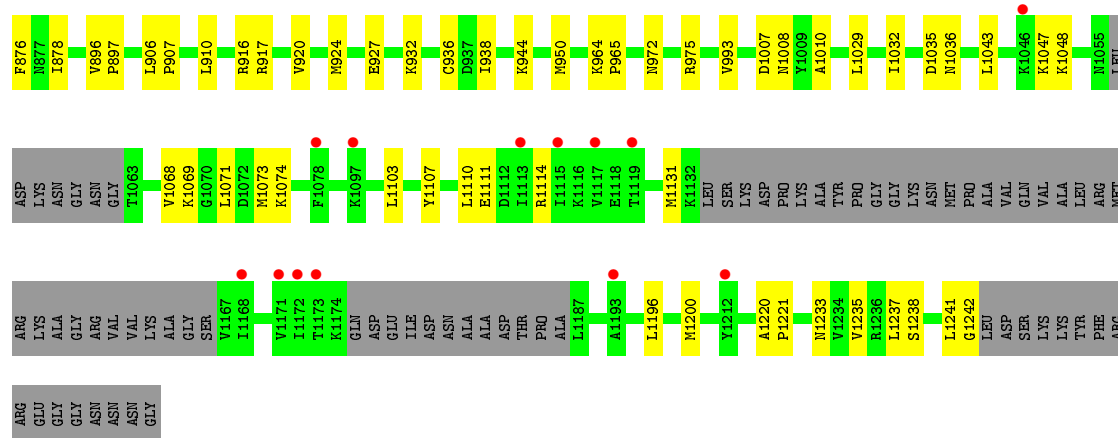 F876 N877 I878 V896 P897 L906 P907 L910 R916 R917 V920 M924 E927 K932 C936 D937 I938 K944 M950 K964 P965 N972 R975 V993 D1007 N1008 Y1009 A1010 L1029 I1032 D1035 N1036 L1043 K1046 K1047 K1048 N1055 LEU
ASP LYS ASN GLY ASN GLY T1063 V1068 K1069 G1070 L1071 D1072 M1073 K1074 F1078 K1097 L1103 Y1107 L1110 E1111 D1112 I1113 R1114 I1115 K1116 V1117 E1118 T1119 M1131 K1132 LEU SER LYS ASP PRO LYS ALA TYR PRO GLY GLY LYS ASN MET PRO ALA VAL GLN VAL ALA LEU ARG MET
ARG LYS ALA GLY ARG VAL VAL LYS ALA GLY SER V1167 I1168 V1171 I1172 T1173 K1174 GLN ASP GLU ILE ASP ASN ALA ALA ASP THR PRO ALA L1187 A1193 L1196 M1200 Y1212 A1220 P1221 N1233 V1234 V1235 R1236 L1237 S1238 L1241 G1242 LEU ASP SER LYS LYS TYR PHE ARG
ARG GLU GLY GLY ASN ASN ASN GLY